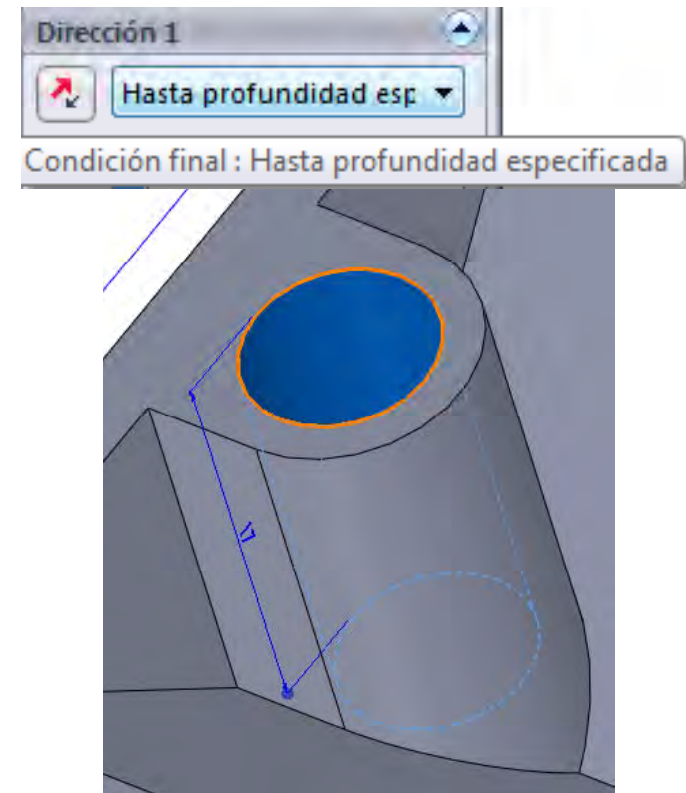 Dirección 1
Hasta profundidad esp
Condición final : Hasta profundidad especificada
17